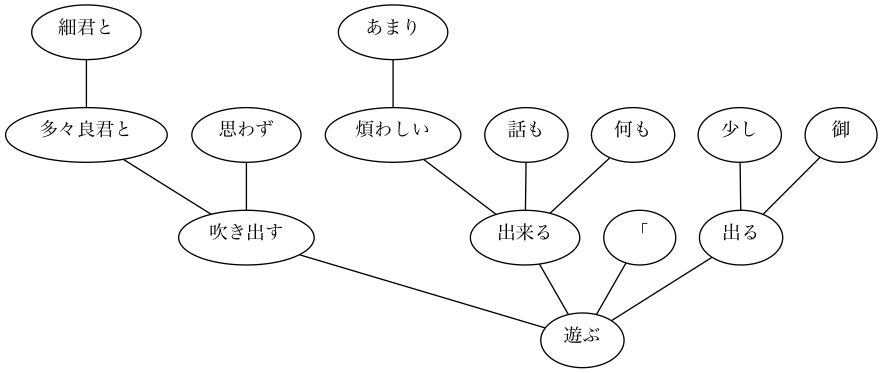 細君と
あまり
多々良君と
思わず
煩わしい
話も
何も
少し
御
吹き出す
出来る
「
出る
遊ぶ